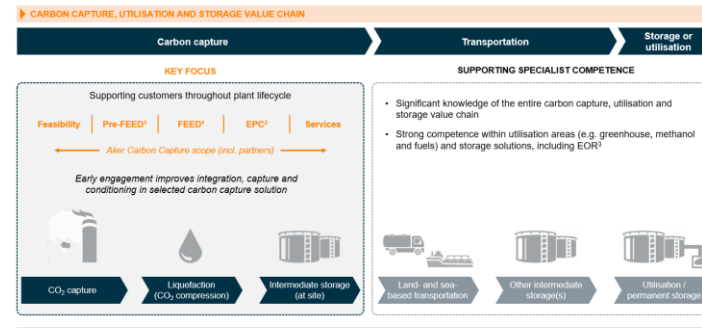 CARBON CAPTURE, UTILISATION AND STORAGE VALUE CHAIN
Carbon capture
Transportation
Storage or
utilisation
KEY FOCUS
SUPPORTING SPECIALIST COMPETENCE
Supporting customers throughout plant lifecycle
Feasibility | Pre-FEED¹ | FEED¹ | EPC² | Services
Aker Carbon Capture scope (incl. partners)
Early engagement improves integration, capture and
conditioning in selected carbon capture solution
• Significant knowledge of the entire carbon capture, utilisation and
storage value chain
• Strong competence within utilisation areas (e.g. greenhouse, methanol
and fuels) and storage solutions, including EOR³
CO₂ capture
Liquefaction
(CO₂ compression)
Intermediate storage
(at site)
Land- and sea-
based transportation
Other intermediate
storage(s)
Utilisation /
permanent storage